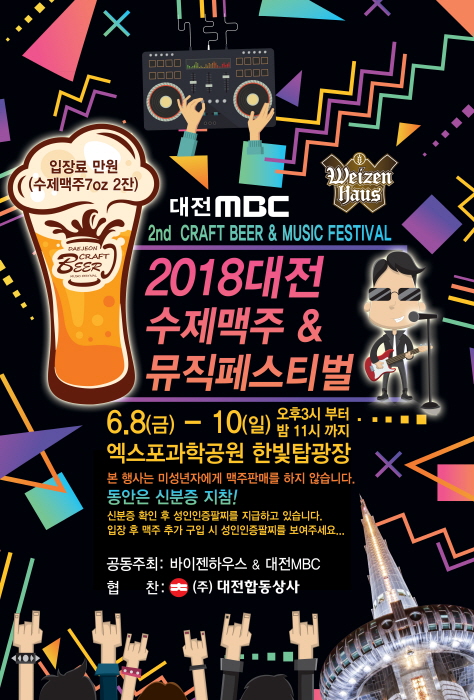 입장료 만원
(수제맥주7oz 2잔)
DAEJEON
CRAFT
BEER
MUSIC FESTIVAL
Weizen
Haus
대전MBC
2nd CRAFT BEER & MUSIC FESTIVAL
2018대전
수제맥주 &
뮤직페스티벌
6.8(금) – 10(일) 오후3시 부터
밤 11시 까지
엑스포과학공원 한빛탑광장
본 행사는 미성년자에게 맥주판매를 하지 않습니다.
동안은 신분증 지참!
신분증 확인 후 성인인증팔찌를 지급하고 있습니다.
입장 후 맥주 추가 구입 시 성인인증팔찌를 보여주세요...
공동주최: 바이젠하우스 & 대전MBC
협 찬: (주) 대전합동상사